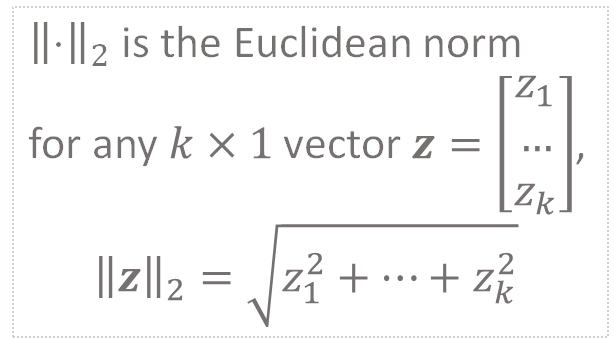 ‖·‖₂ is the Euclidean norm
for any 𝑘 × 1 vector 𝒛 = [𝑧₁ ⋯ 𝑧ₖ],
‖𝒛‖₂ = √(𝑧₁² + ⋯ + 𝑧ₖ²)